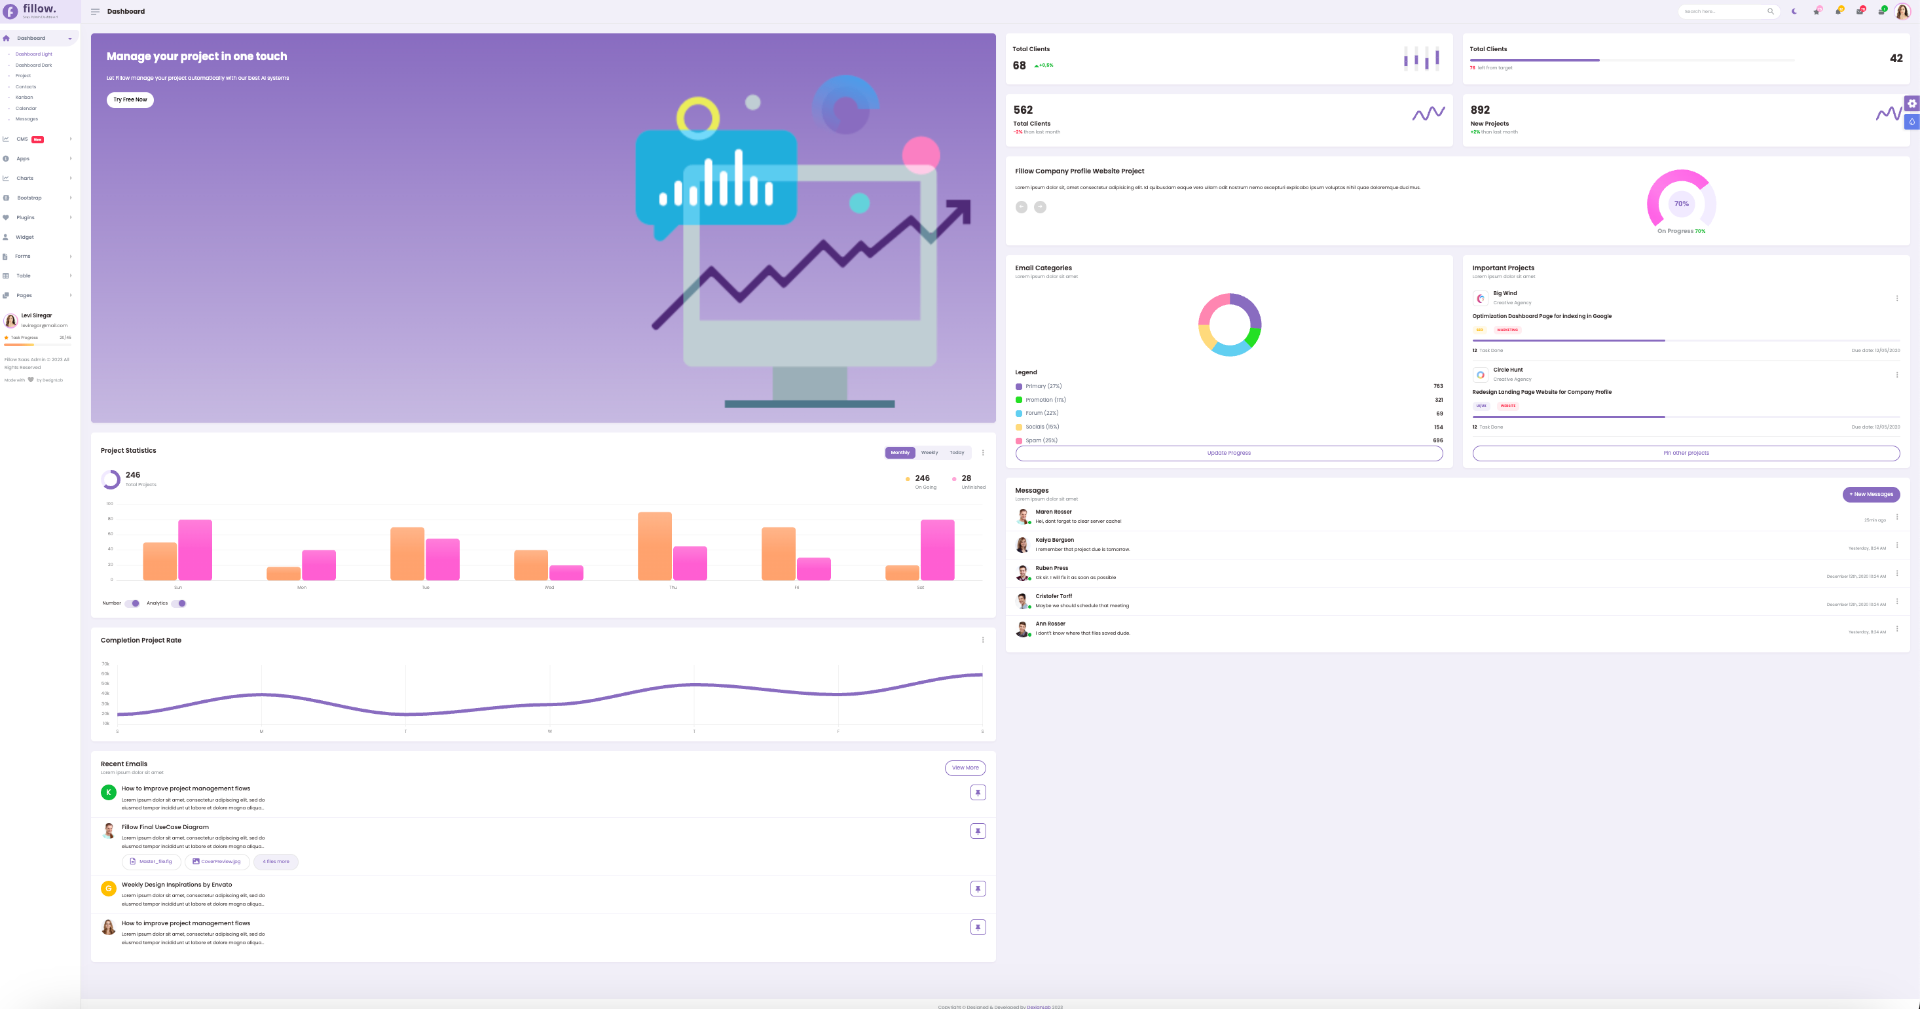 fillow.
Dashboard
Search here...
Dashboard
Dashboard Light
Dashboard Dark
Project
Contacts
Kanban
Calendar
Messages
CMS New
Apps
Charts
Bootstrap
Plugins
Widget
Forms
Table
Pages
Levi Siregar
leviregar@mail.com
Task Progress 20/45
Fillow Saas Admin © 2023 All
Rights Reserved
Made with by DexignLab
Manage your project in one touch
Let Fillow manage your project automatically with our best AI systems
Try Free Now
Total Clients
68 +0,5%
Total Clients
42
76 left from target
562
Total Clients
-2% than last month
892
New Projects
+2% than last month
Fillow Company Profile Website Project
Lorem ipsum dolor sit, amet consectetur adipisicing elit. Id quibusdam eaque vero ullam odit nostrum nemo excepturi explicabo ipsum voluptas nihil quae doloremque duci mus.
70%
On Progress 70%
Email Categories
Lorem ipsum dolor sit amet
Legend
Primary (27%) 763
Promotion (11%) 321
Forum (22%) 69
Socials (15%) 154
Spam (25%) 696
Update Progress
Important Projects
Lorem ipsum dolor sit amet
Big Wind
Creative Agency
Optimization Dashboard Page for indexing in Google
SEO MARKETING
12 Task Done Due date: 12/05/2020
Circle Hunt
Creative Agency
Redesign Landing Page Website for Company Profile
UI/UX WEBSITE
12 Task Done Due date: 12/05/2020
Pin other projects
Project Statistics
Monthly Weekly Today
246
Total Projects
246
On Going
28
Unfinished
100
80
60
40
20
0
Sun Mon Tue Wed Thu Fri Sat
Number Analytics
Messages
Lorem ipsum dolor sit amet
+ New Messages
Maren Rosser
Hei, dont forget to clear server cache!
25min ago
Kaiya Bergson
I remember that project due is tomorrow.
Yesterday, 8:24 AM
Ruben Press
Ok sir. I will fix it as soon as possible
December 12th, 2020 10:24 AM
Cristofer Torff
Maybe we should schedule that meeting
December 12th, 2020 10:24 AM
Ann Rosser
I don't know where that files saved dude.
Yesterday, 8:24 AM
Completion Project Rate
S M T W T F S
Recent Emails
Lorem ipsum dolor sit amet
View More
K
How to improve project management flows
Lorem ipsum dolor sit amet, consectetur adipiscing elit, sed do
eiusmod tempor incididunt ut labore et dolore magna aliqua...
Fillow Final UseCase Diagram
Lorem ipsum dolor sit amet, consectetur adipiscing elit, sed do
eiusmod tempor incididunt ut labore et dolore magna aliqua...
Master_file.fig
CoverPreview.jpg
4 files more
G
Weekly Design Inspirations by Envato
Lorem ipsum dolor sit amet, consectetur adipiscing elit, sed do
eiusmod tempor incididunt ut labore et dolore magna aliqua...
How to improve project management flows
Lorem ipsum dolor sit amet, consectetur adipiscing elit, sed do
eiusmod tempor incididunt ut labore et dolore magna aliqua...
Copyright © Designed & Developed by DexignLab 2023